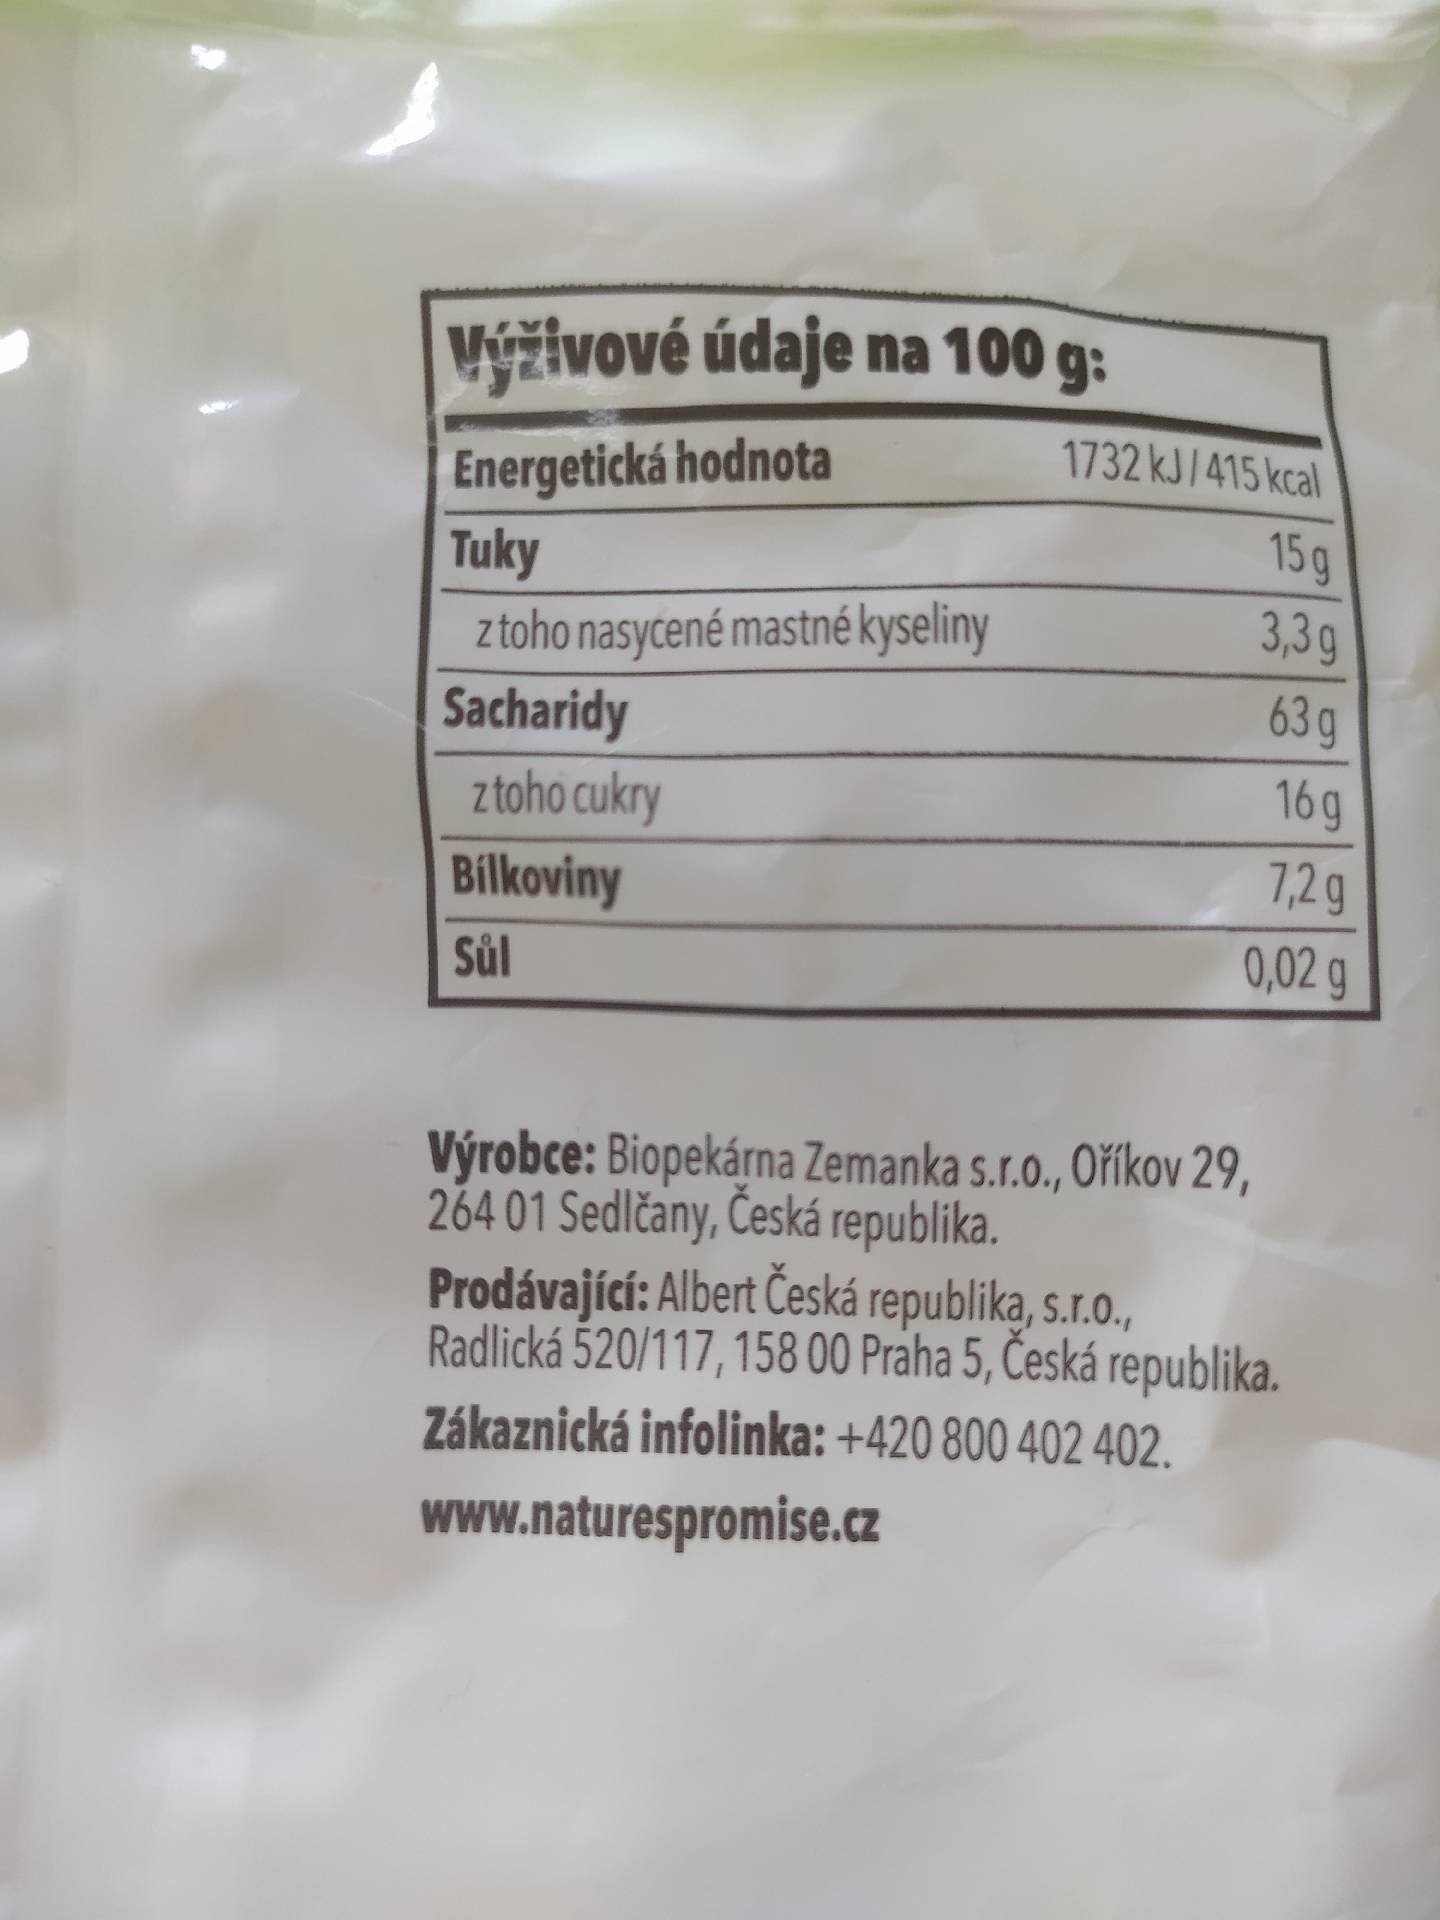 Výživové údaje na 100 g:
Energetická hodnota 1732 kJ / 415 kcal
Tuky 15 g
z toho nasycené mastné kyseliny 3,3 g
Sacharidy 63 g
z toho cukry 16 g
Bílkoviny 7,2 g
Sůl 0,02 g
Výrobce: Biopekárna Zemanka s.r.o., Oříkov 29,
264 01 Sedlčany, Česká republika.
Prodávající: Albert Česká republika, s.r.o.,
Radlická 520/117, 158 00 Praha 5, Česká republika.
Zákaznická infolinka: +420 800 402 402.
www.naturespromise.cz